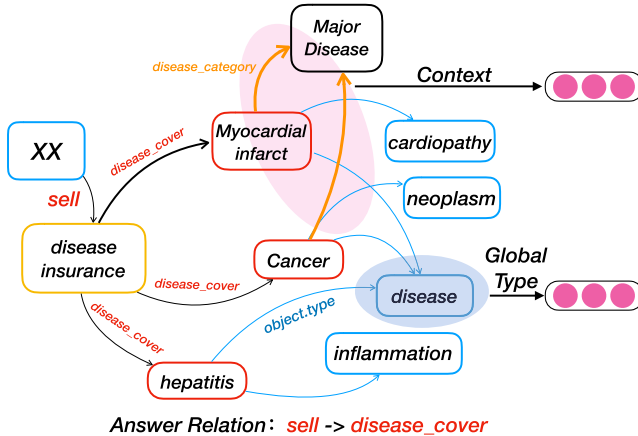 Major
Disease
disease_category
Context
XX
disease_cover
Myocardial
infarct
cardiopathy
sell
neoplasm
disease
insurance
Cancer
Global
Type
disease_cover
disease
object.type
disease_cover
inflammation
hepatitis
Answer Relation: sell -> disease_cover